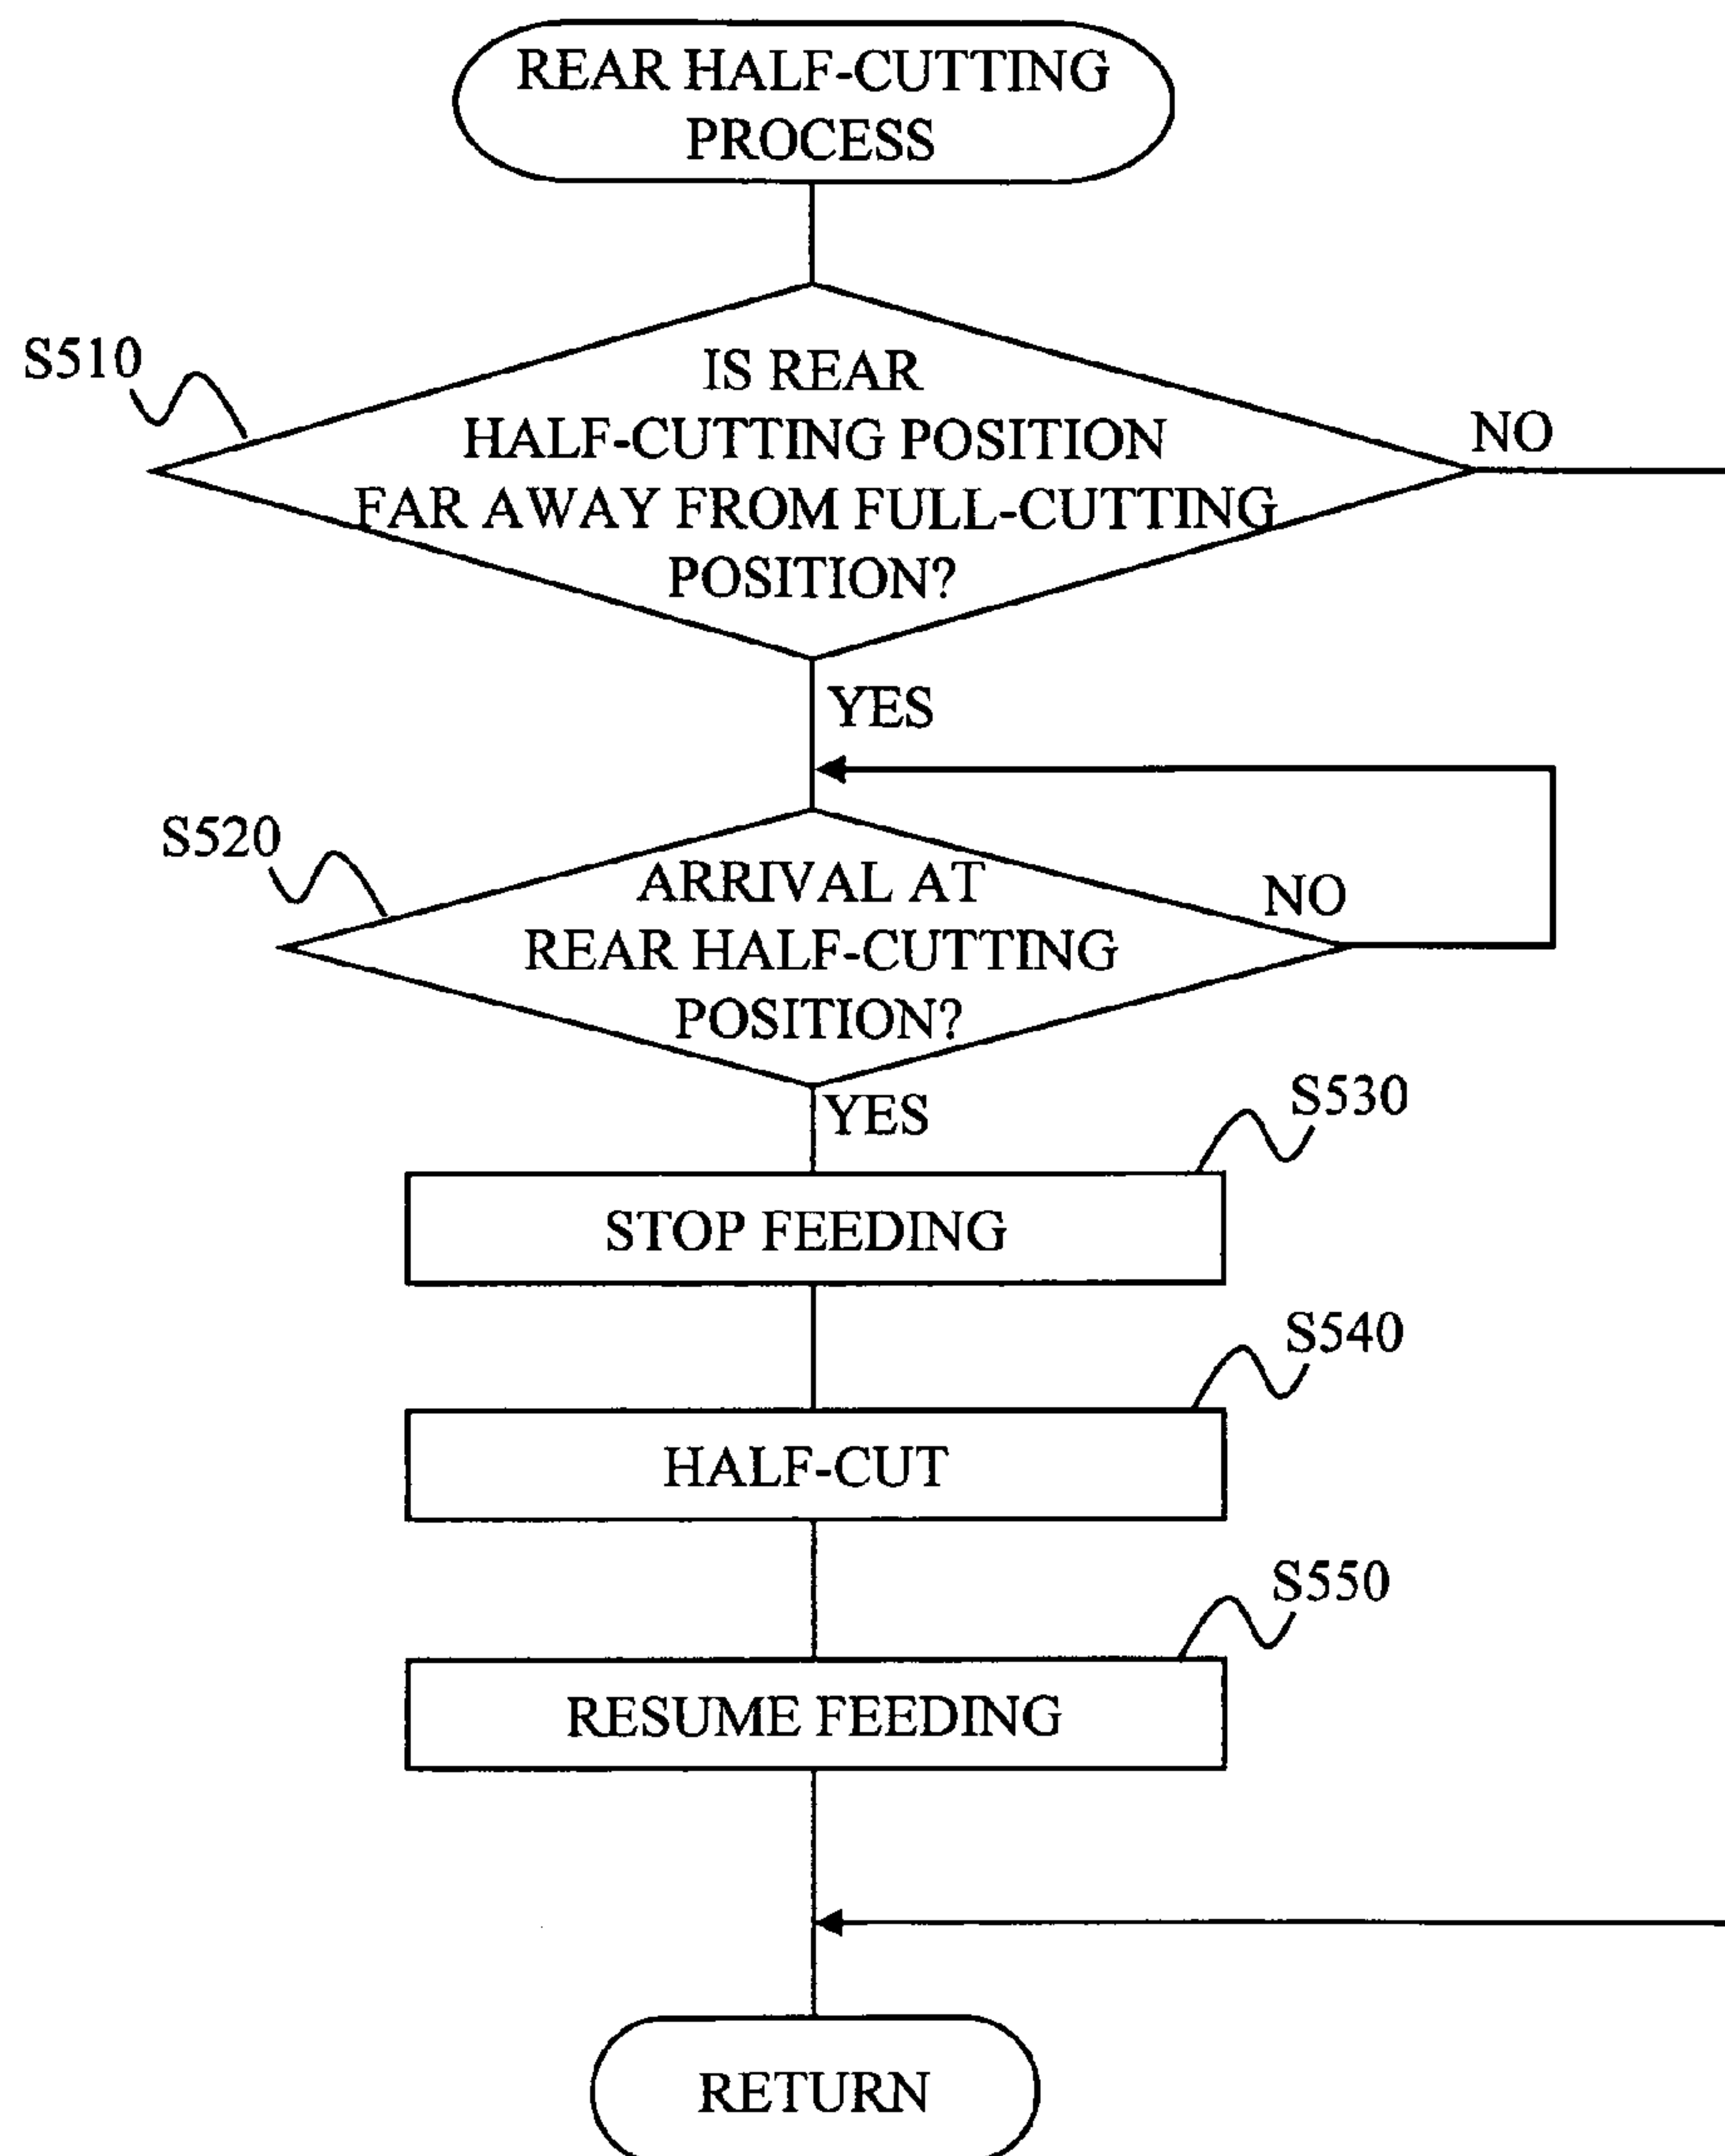 REAR HALF-CUTTING
PROCESS
S510
IS REAR
HALF-CUTTING POSITION
FAR AWAY FROM FULL-CUTTING
POSITION?
NO
YES
S520
ARRIVAL AT
REAR HALF-CUTTING
POSITION?
NO
YES
S530
STOP FEEDING
S540
HALF-CUT
S550
RESUME FEEDING
RETURN